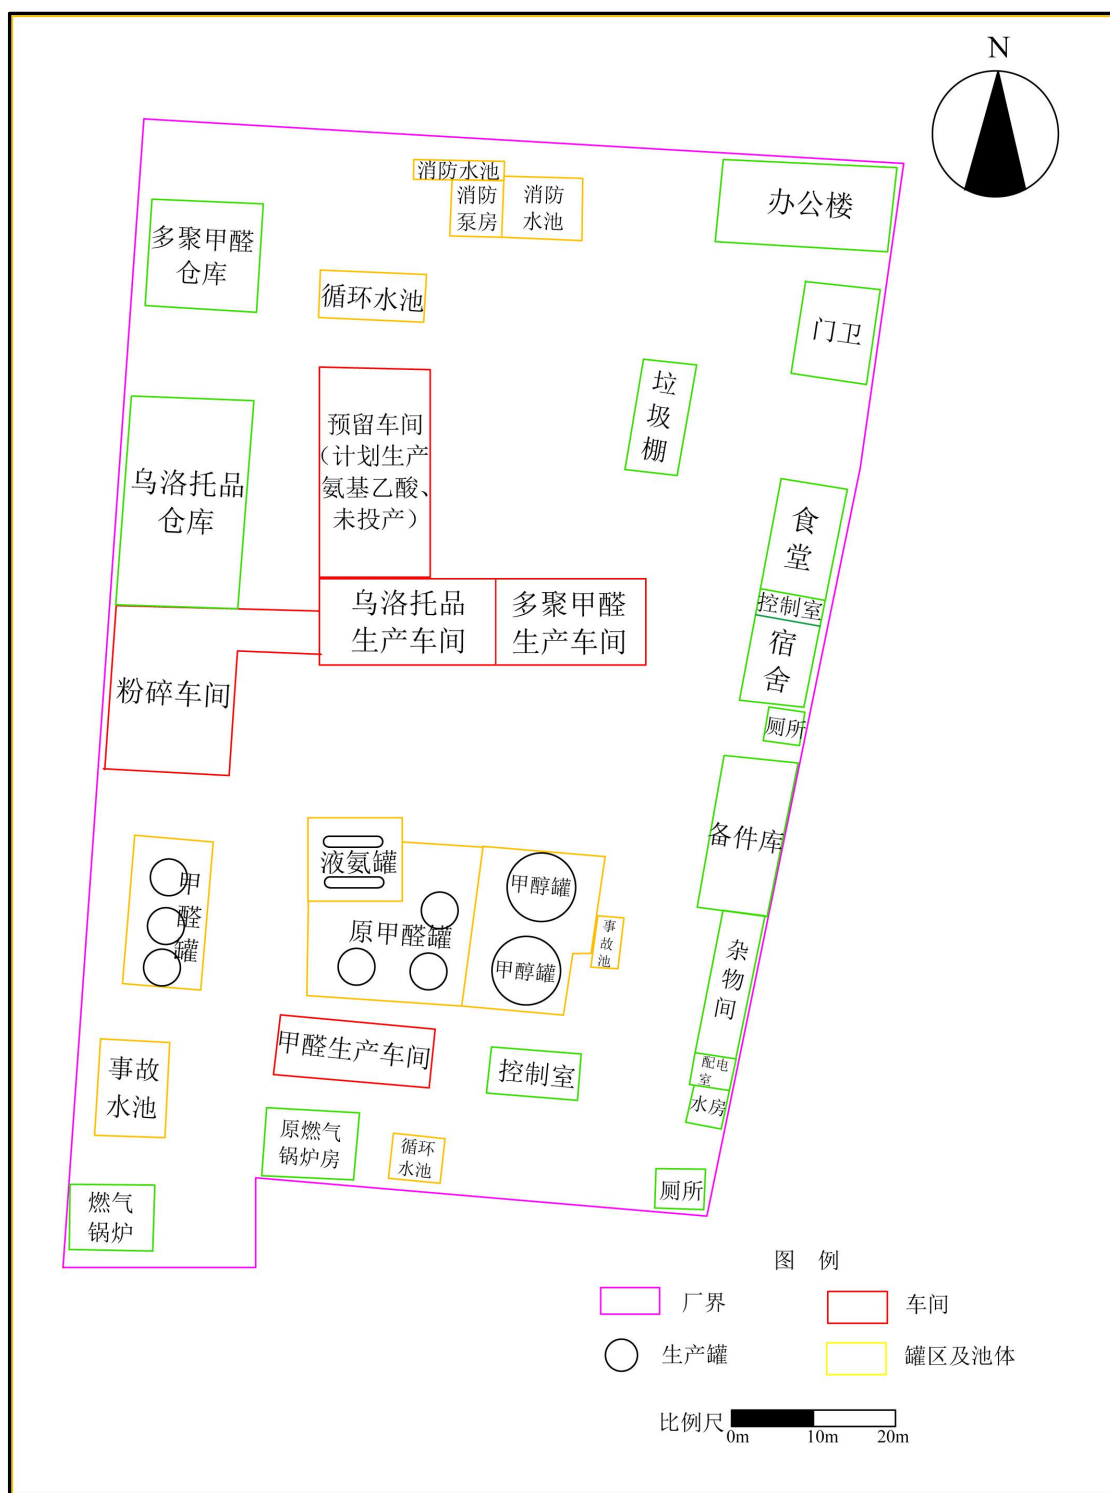 N
消防水池
消防
泵房
消防
水池
办公楼
多聚甲醛
仓库
循环水池
门卫
垃
圾
棚
预留车间
（计划生产
氨基乙酸、
未投产）
乌洛托品
仓库
食
堂
控制室
宿
舍
乌洛托品
生产车间
多聚甲醛
生产车间
粉碎车间
厕所
备件库
液氨罐
甲
醛
罐
原甲醛罐
甲醇罐
甲醇罐
事
故
池
杂
物
间
甲醛生产车间
控制室
事故
水池
配电
室
水房
原燃气
锅炉房
循环
水池
厕所
燃气
锅炉
图 例
厂界
车间
生产罐
罐区及池体
比例尺
0m
10m
20m